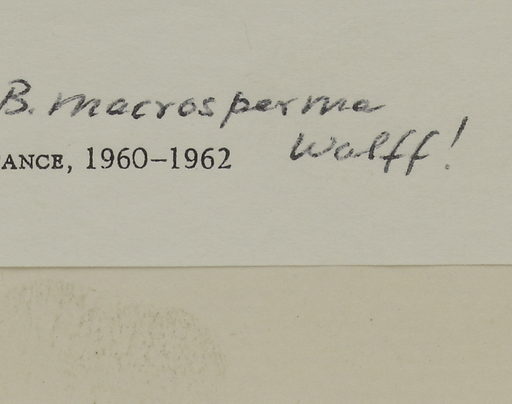 B. macrosperma
Wolff!
ANCE, 1960–1962